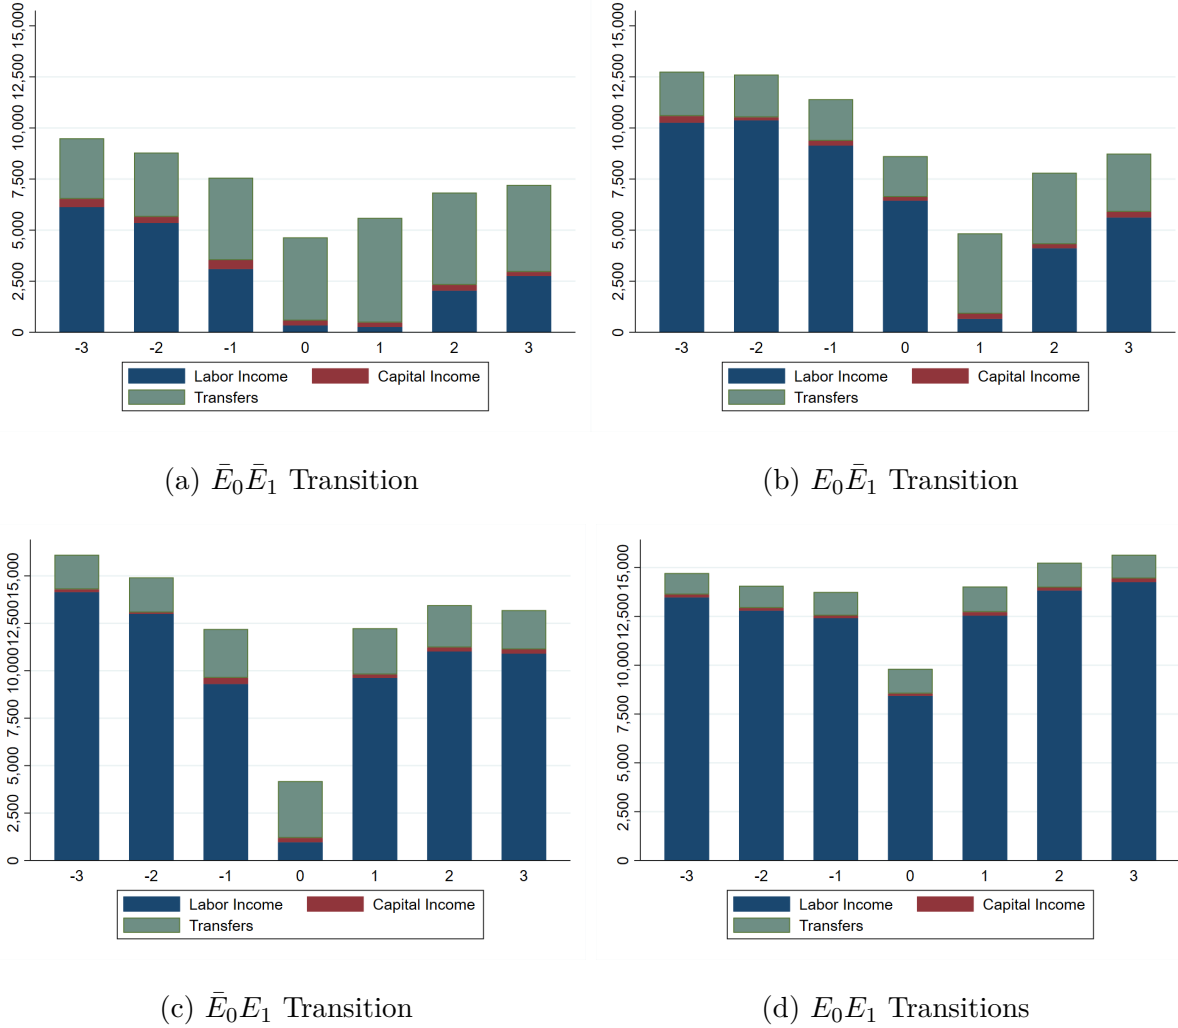 15,000
12,500
10,000
7,500
5,000
2,500
0
-3 -2 -1 0 1 2 3
Labor Income Capital Income
Transfers
(a) Ē₀Ē₁ Transition
15,000
12,500
10,000
7,500
5,000
2,500
0
-3 -2 -1 0 1 2 3
Labor Income Capital Income
Transfers
(b) E₀Ē₁ Transition
15,000
12,500
10,000
7,500
5,000
2,500
0
-3 -2 -1 0 1 2 3
Labor Income Capital Income
Transfers
(c) Ē₀E₁ Transition
15,000
12,500
10,000
7,500
5,000
2,500
0
-3 -2 -1 0 1 2 3
Labor Income Capital Income
Transfers
(d) E₀E₁ Transitions